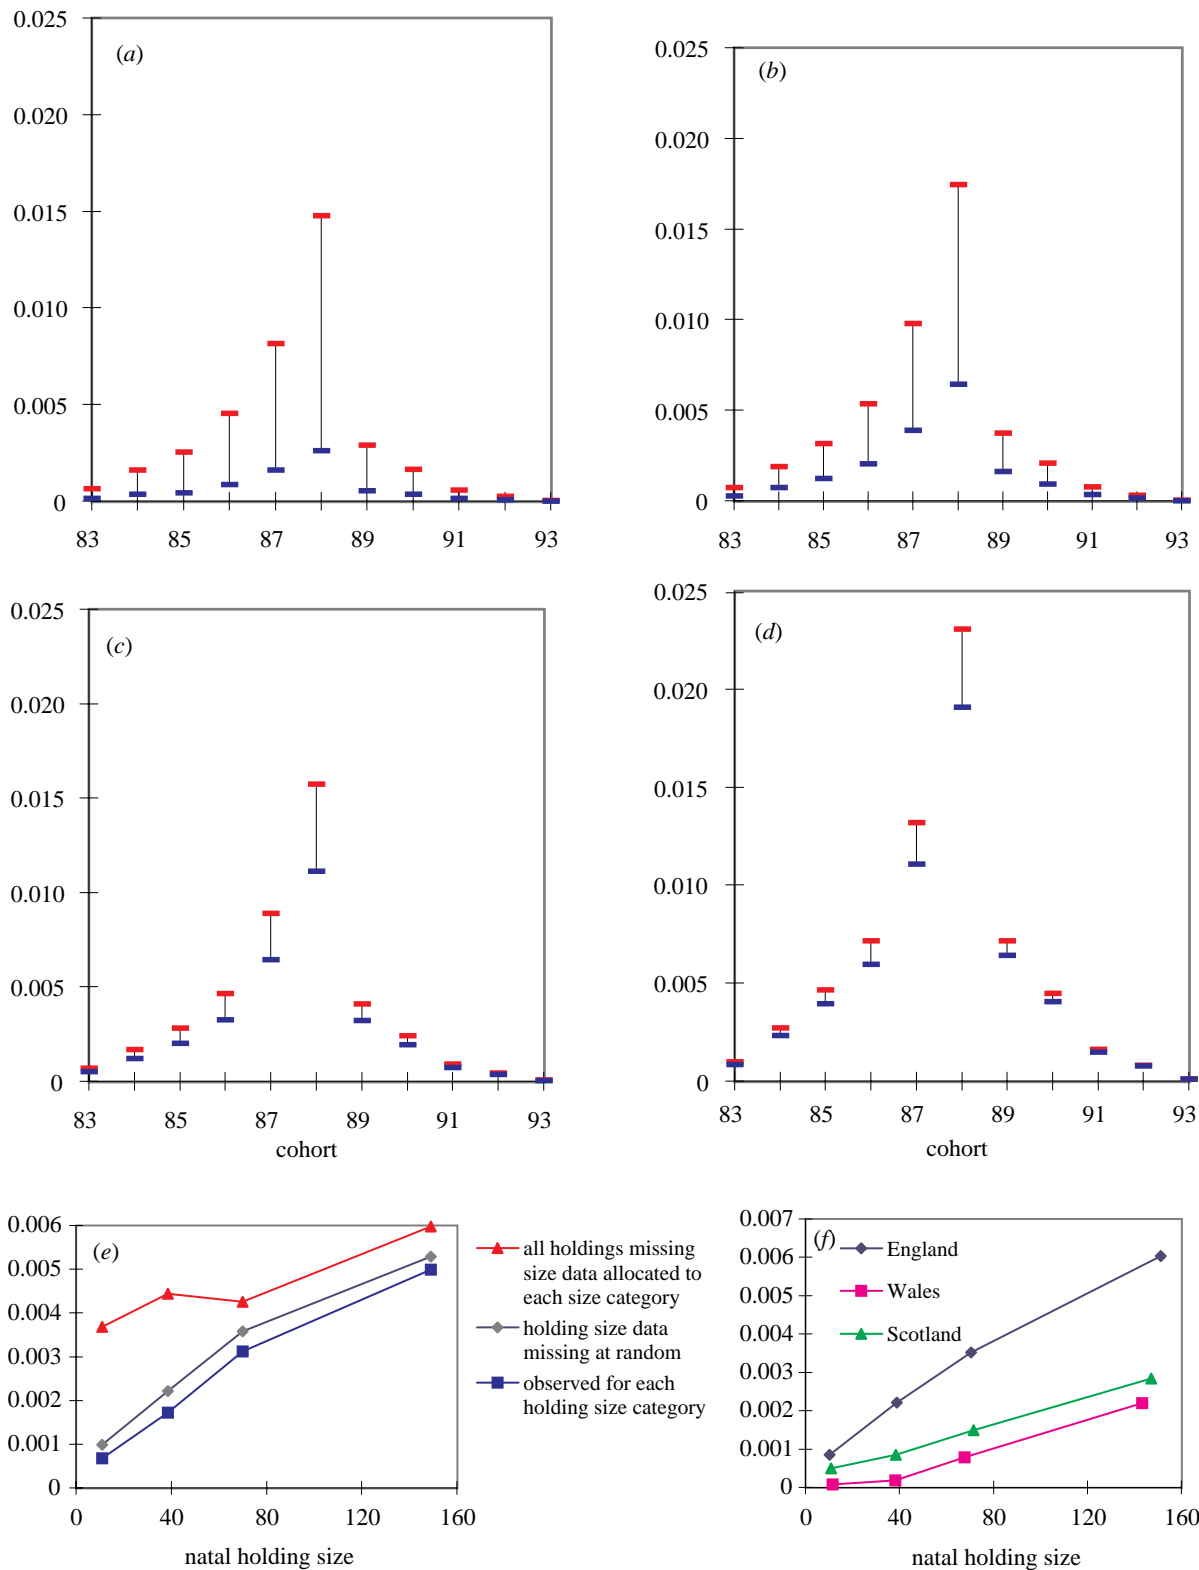 0.025
(a)
0.020
0.015
0.010
0.005
0
83 85 87 89 91 93
0.025
(b)
0.020
0.015
0.010
0.005
0
83 85 87 89 91 93
0.025
(c)
0.020
0.015
0.010
0.005
0
83 85 87 89 91 93
cohort
0.025
(d)
0.020
0.015
0.010
0.005
0
83 85 87 89 91 93
cohort
0.006
(e)
0.005
0.004
0.003
0.002
0.001
0
0 40 80 120 160
natal holding size
all holdings missing
size data allocated to
each size category
holding size data
missing at random
observed for each
holding size category
0.007
(f)
0.006
0.005
0.004
0.003
0.002
0.001
0
England
Wales
Scotland
0 40 80 120 160
natal holding size